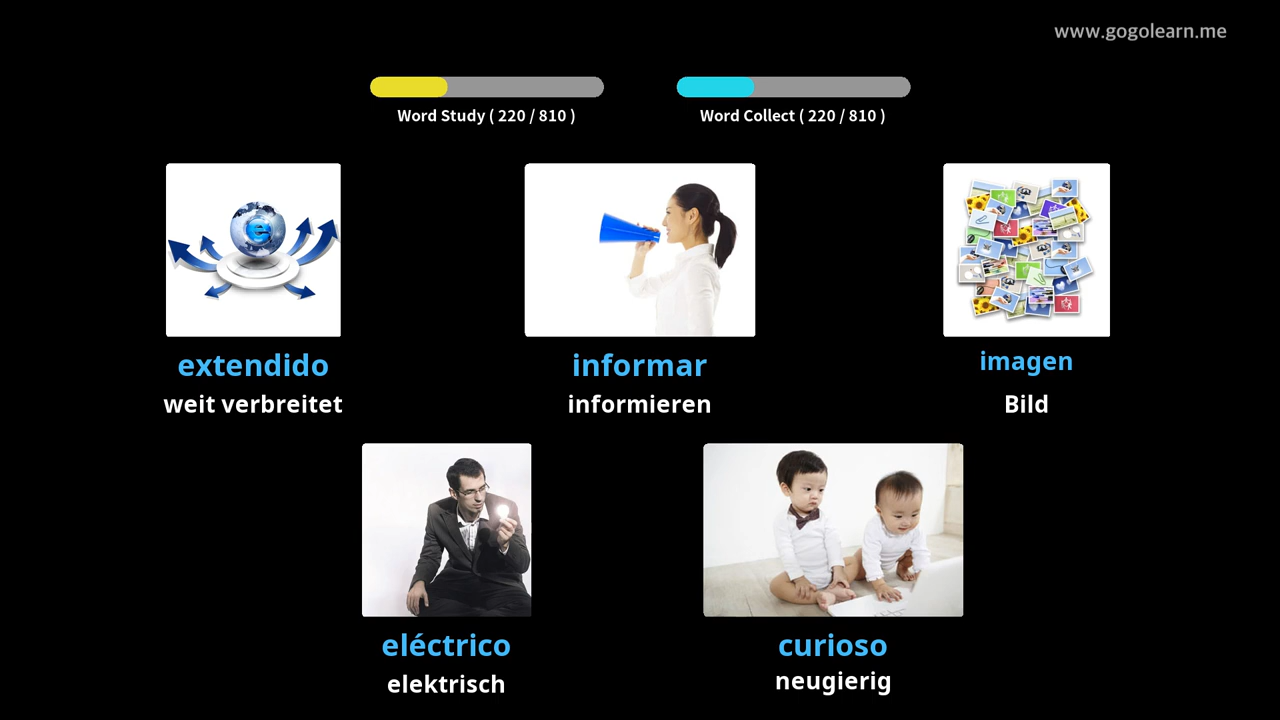 www.gogolearn.me
Word Study ( 220 / 810 )
Word Collect ( 220 / 810 )
extendido
weit verbreitet
informar
informieren
imagen
Bild
eléctrico
elektrisch
curioso
neugierig